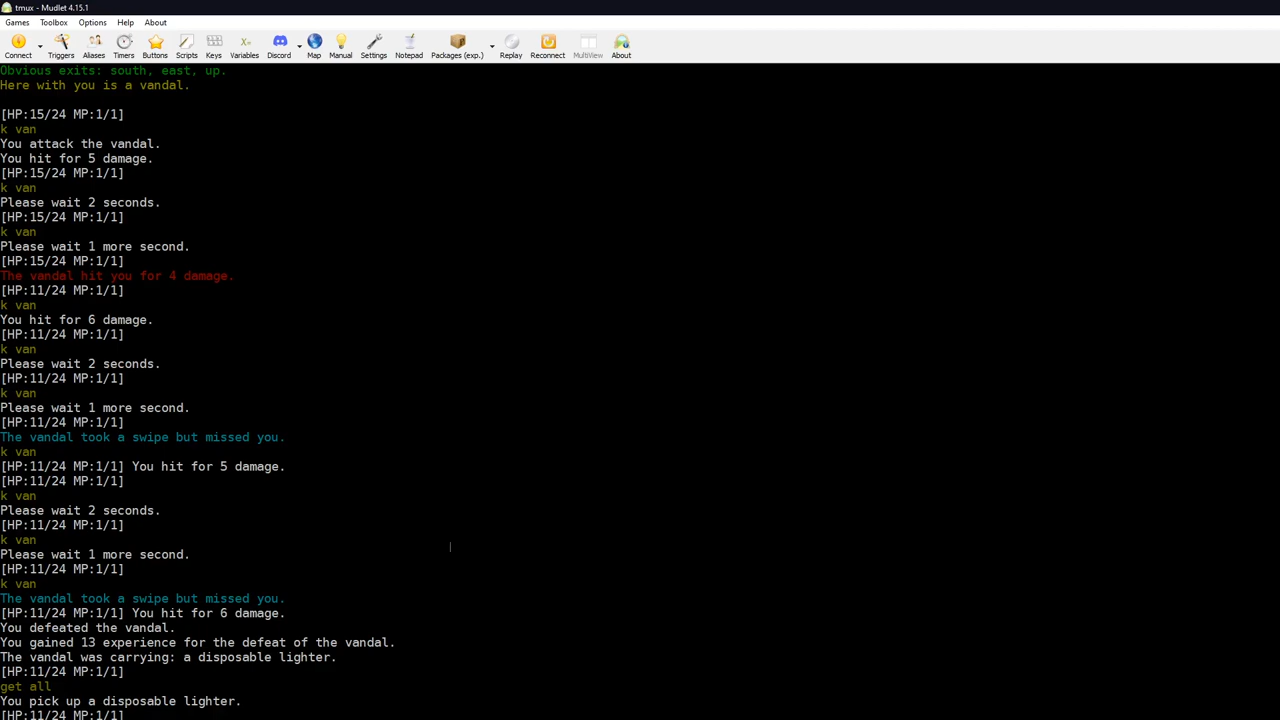 tmux - Mudlet 4.15.1
Games Toolbox Options Help About
Connect Triggers Aliases Timers Buttons Scripts Keys Variables Discord Map Manual Settings Notepad Packages (exp.) Replay Reconnect MultiView About
Obvious exits: south, east, up.
Here with you is a vandal.
[HP:15/24 MP:1/1]
k van
You attack the vandal.
You hit for 5 damage.
[HP:15/24 MP:1/1]
k van
Please wait 2 seconds.
[HP:15/24 MP:1/1]
k van
Please wait 1 more second.
[HP:15/24 MP:1/1]
The vandal hit you for 4 damage.
[HP:11/24 MP:1/1]
k van
You hit for 6 damage.
[HP:11/24 MP:1/1]
k van
Please wait 2 seconds.
[HP:11/24 MP:1/1]
k van
Please wait 1 more second.
[HP:11/24 MP:1/1]
The vandal took a swipe but missed you.
k van
[HP:11/24 MP:1/1] You hit for 5 damage.
[HP:11/24 MP:1/1]
k van
Please wait 2 seconds.
[HP:11/24 MP:1/1]
k van
Please wait 1 more second.
[HP:11/24 MP:1/1]
k van
The vandal took a swipe but missed you.
[HP:11/24 MP:1/1] You hit for 6 damage.
You defeated the vandal.
You gained 13 experience for the defeat of the vandal.
The vandal was carrying: a disposable lighter.
[HP:11/24 MP:1/1]
get all
You pick up a disposable lighter.
[HP:11/24 MP:1/1]